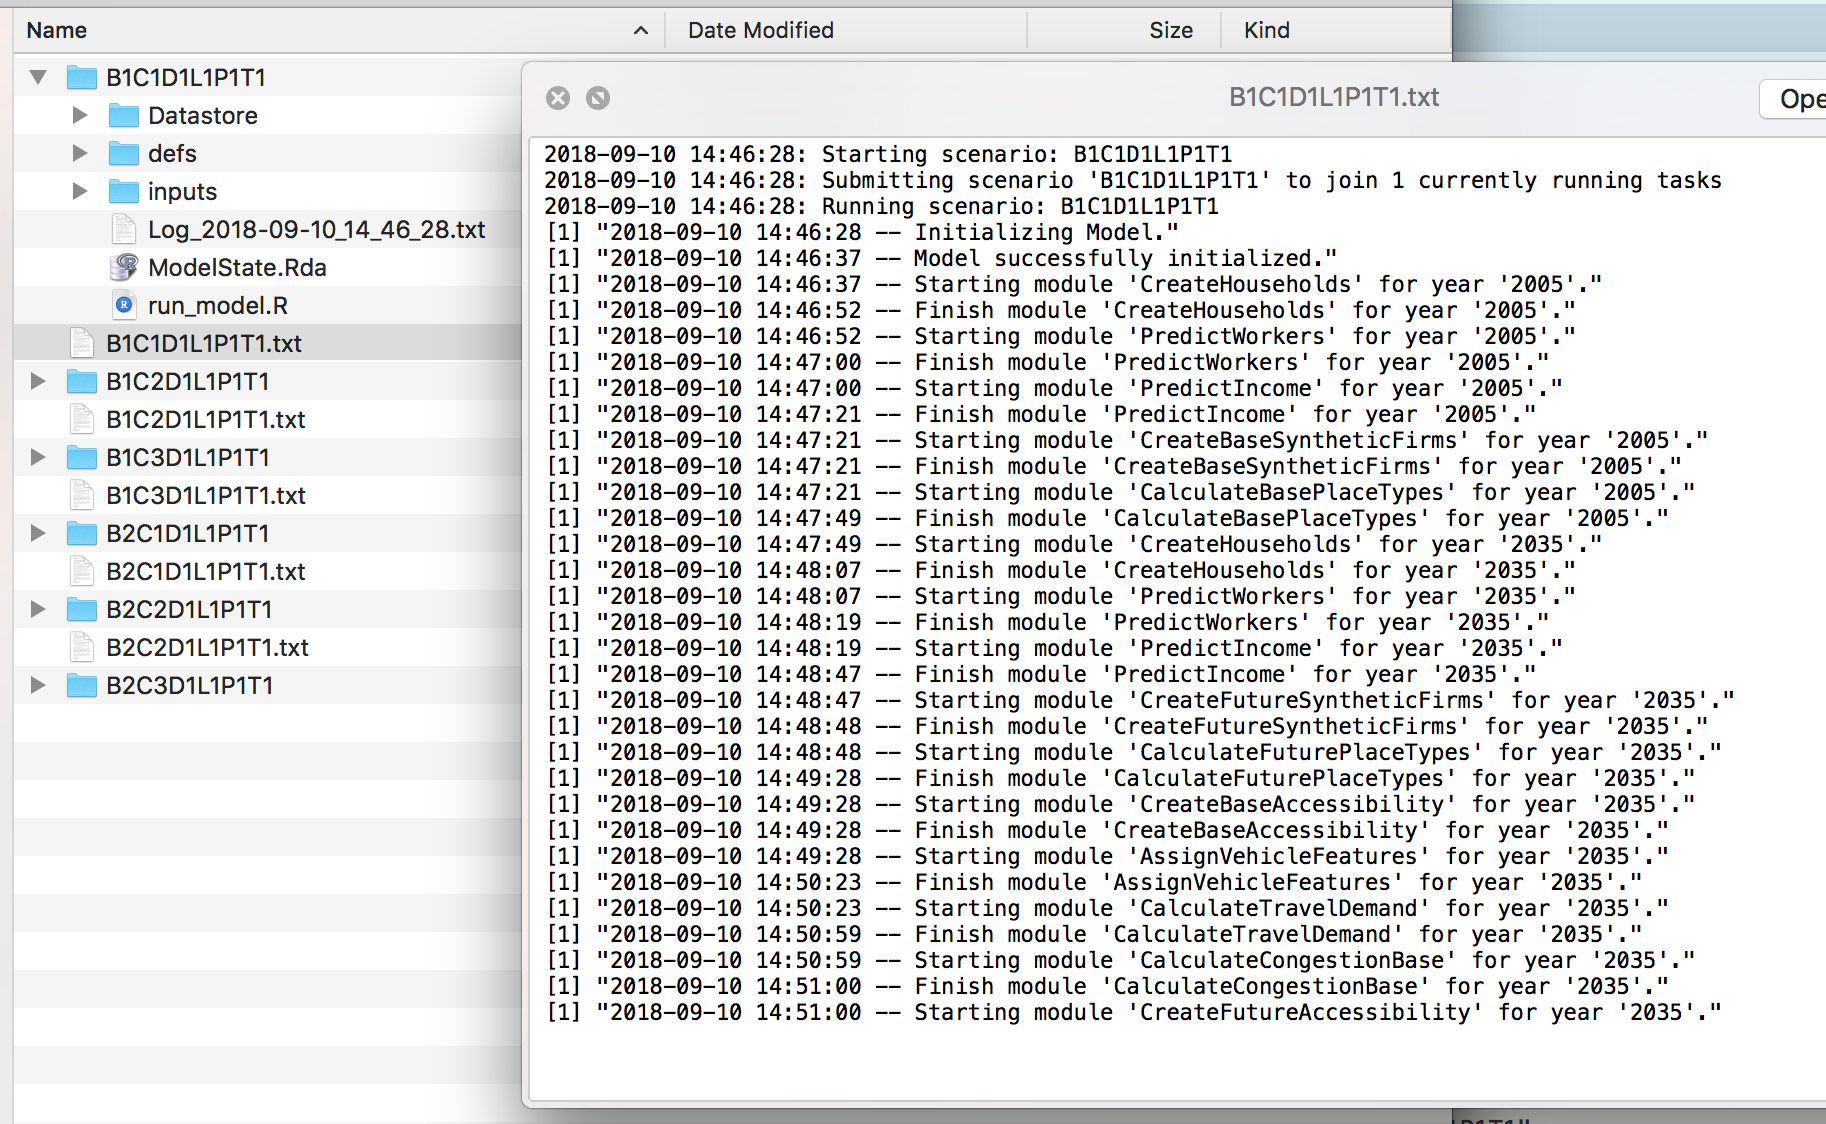 Name Date Modified Size Kind
B1C1D1L1P1T1
Datastore
defs
inputs
Log_2018-09-10_14_46_28.txt
ModelState.Rda
run_model.R
B1C1D1L1P1T1.txt
B1C2D1L1P1T1
B1C2D1L1P1T1.txt
B1C3D1L1P1T1
B1C3D1L1P1T1.txt
B2C1D1L1P1T1
B2C1D1L1P1T1.txt
B2C2D1L1P1T1
B2C2D1L1P1T1.txt
B2C3D1L1P1T1
B1C1D1L1P1T1.txt
Ope
2018-09-10 14:46:28: Starting scenario: B1C1D1L1P1T1
2018-09-10 14:46:28: Submitting scenario 'B1C1D1L1P1T1' to join 1 currently running tasks
2018-09-10 14:46:28: Running scenario: B1C1D1L1P1T1
[1] "2018-09-10 14:46:28 -- Initializing Model."
[1] "2018-09-10 14:46:37 -- Model successfully initialized."
[1] "2018-09-10 14:46:37 -- Starting module 'CreateHouseholds' for year '2005'."
[1] "2018-09-10 14:46:52 -- Finish module 'CreateHouseholds' for year '2005'."
[1] "2018-09-10 14:46:52 -- Starting module 'PredictWorkers' for year '2005'."
[1] "2018-09-10 14:47:00 -- Finish module 'PredictWorkers' for year '2005'."
[1] "2018-09-10 14:47:00 -- Starting module 'PredictIncome' for year '2005'."
[1] "2018-09-10 14:47:21 -- Finish module 'PredictIncome' for year '2005'."
[1] "2018-09-10 14:47:21 -- Starting module 'CreateBaseSyntheticFirms' for year '2005'."
[1] "2018-09-10 14:47:21 -- Finish module 'CreateBaseSyntheticFirms' for year '2005'."
[1] "2018-09-10 14:47:21 -- Starting module 'CalculateBasePlaceTypes' for year '2005'."
[1] "2018-09-10 14:47:49 -- Finish module 'CalculateBasePlaceTypes' for year '2005'."
[1] "2018-09-10 14:47:49 -- Starting module 'CreateHouseholds' for year '2035'."
[1] "2018-09-10 14:48:07 -- Finish module 'CreateHouseholds' for year '2035'."
[1] "2018-09-10 14:48:07 -- Starting module 'PredictWorkers' for year '2035'."
[1] "2018-09-10 14:48:19 -- Finish module 'PredictWorkers' for year '2035'."
[1] "2018-09-10 14:48:19 -- Starting module 'PredictIncome' for year '2035'."
[1] "2018-09-10 14:48:47 -- Finish module 'PredictIncome' for year '2035'."
[1] "2018-09-10 14:48:47 -- Starting module 'CreateFutureSyntheticFirms' for year '2035'."
[1] "2018-09-10 14:48:48 -- Finish module 'CreateFutureSyntheticFirms' for year '2035'."
[1] "2018-09-10 14:48:48 -- Starting module 'CalculateFuturePlaceTypes' for year '2035'."
[1] "2018-09-10 14:49:28 -- Finish module 'CalculateFuturePlaceTypes' for year '2035'."
[1] "2018-09-10 14:49:28 -- Starting module 'CreateBaseAccessibility' for year '2035'."
[1] "2018-09-10 14:49:28 -- Finish module 'CreateBaseAccessibility' for year '2035'."
[1] "2018-09-10 14:49:28 -- Starting module 'AssignVehicleFeatures' for year '2035'."
[1] "2018-09-10 14:50:23 -- Finish module 'AssignVehicleFeatures' for year '2035'."
[1] "2018-09-10 14:50:23 -- Starting module 'CalculateTravelDemand' for year '2035'."
[1] "2018-09-10 14:50:59 -- Finish module 'CalculateTravelDemand' for year '2035'."
[1] "2018-09-10 14:50:59 -- Starting module 'CalculateCongestionBase' for year '2035'."
[1] "2018-09-10 14:51:00 -- Finish module 'CalculateCongestionBase' for year '2035'."
[1] "2018-09-10 14:51:00 -- Starting module 'CreateFutureAccessibility' for year '2035'."